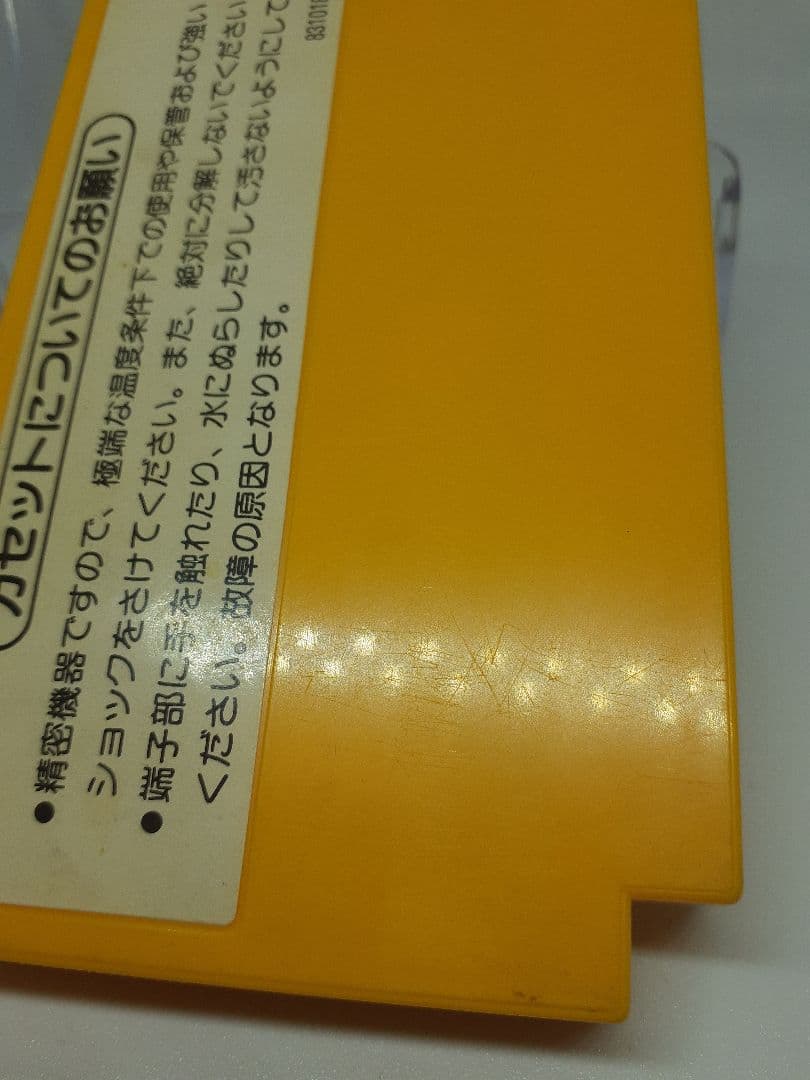 カセットについてのお願い
●精密機器ですので、極端な温度条件下での使用や保管および強い
ショックをさけてください。また、絶対に分解しないでください
●端子部に手を触れたり、水にぬらしたりして汚さないようにして
ください。故障の原因となります。
831018